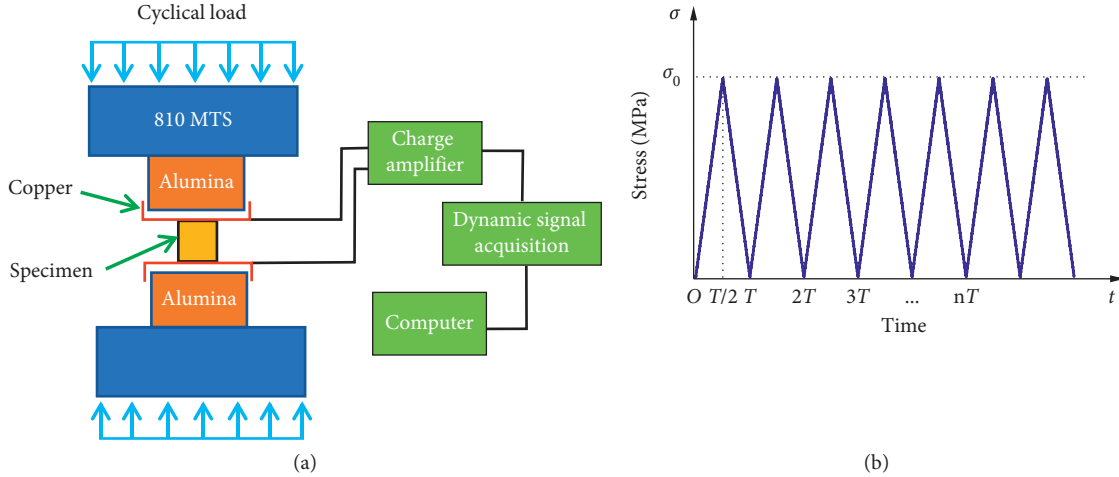 Cyclical load
810 MTS
Alumina
Copper
Specimen
Alumina
Charge
amplifier
Dynamic signal
acquisition
Computer
(a)
σ
σ₀
Stress (MPa)
O T/2 T 2T 3T ... nT t
Time
(b)